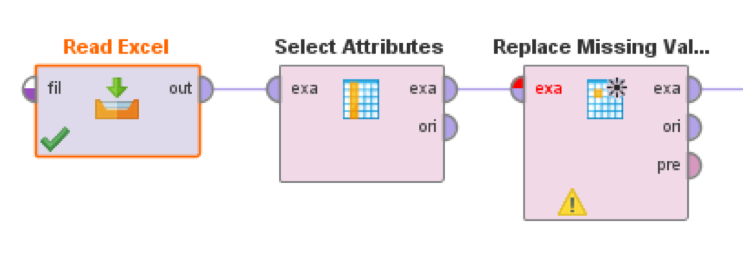 Read Excel
fil
out
Select Attributes
exa
exa
ori
Replace Missing Val...
exa
exa
ori
pre